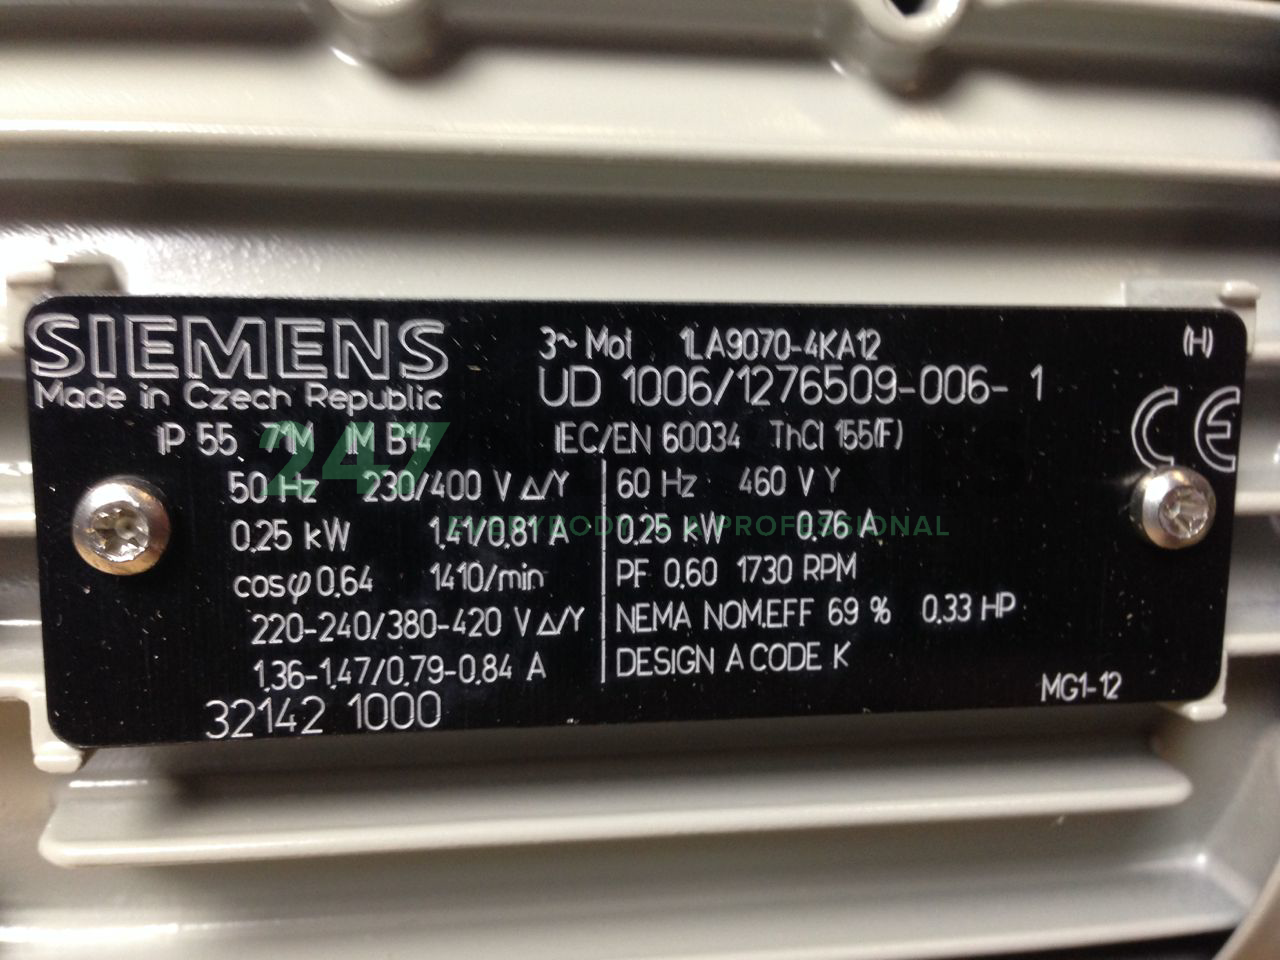 SIEMENS
Made in Czech Republic
3~ Mot 1LA9070-4KA12 (H)
UD 1006/1276509-006- 1
IP 55 71M IM B14 IEC/EN 60034 ThCl 155(F)
CE
247
EVERYBODY IS A PROFESSIONAL
50 Hz 230/400 V Δ/Y
0.25 kW 1.41/0.81 A
cosφ 0.64 1410/min
220-240/380-420 V Δ/Y
1.36-1.47/0.79-0.84 A
32142 1000
60 Hz 460 V Y
0.25 kW 0.76 A
PF 0.60 1730 RPM
NEMA NOM.EFF 69 % 0.33 HP
DESIGN A CODE K
MG1-12